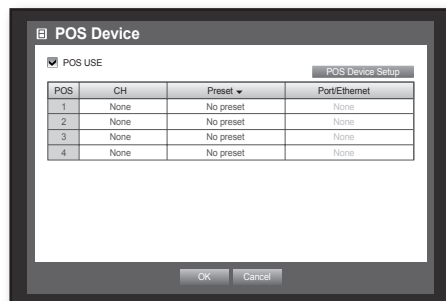 POS Device
POS USE
POS Device Setup
POS CH Preset Port/Ethernet
1 None No preset None
2 None No preset None
3 None No preset None
4 None No preset None
OK Cancel